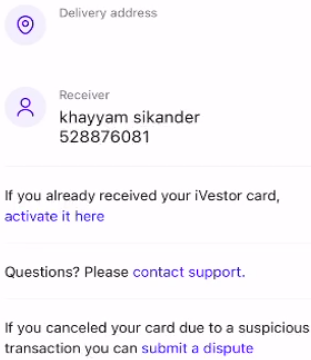 Delivery address
Receiver
khayyam sikander
528876081
If you already received your iVestor card,
activate it here
Questions? Please contact support.
If you canceled your card due to a suspicious
transaction you can submit a dispute